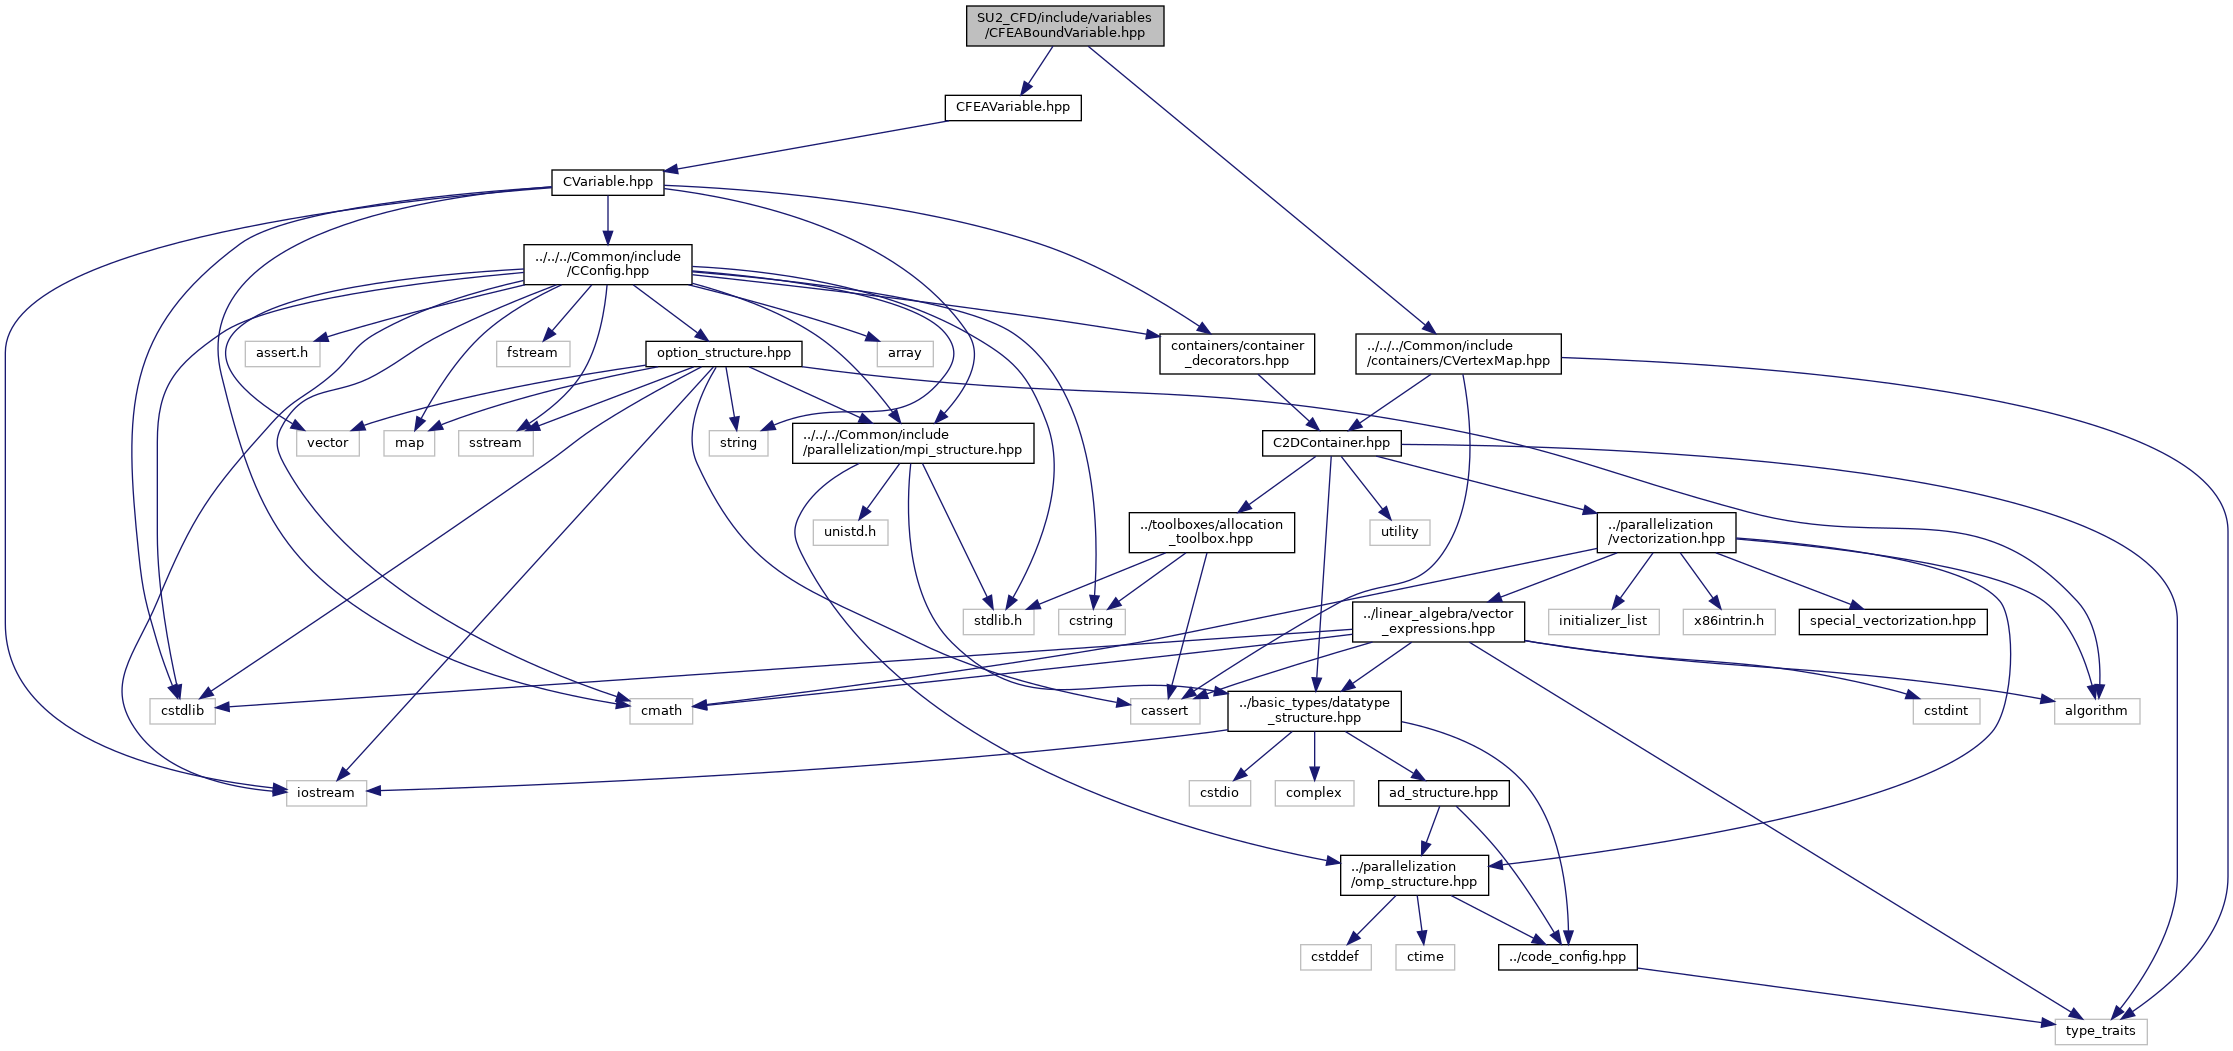 SU2_CFD/include/variables
/CFEABoundVariable.hpp
CFEAVariable.hpp
CVariable.hpp
../../../Common/include
/CConfig.hpp
assert.h
fstream
option_structure.hpp
array
containers/container
_decorators.hpp
../../../Common/include
/containers/CVertexMap.hpp
vector
map
sstream
string
../../../Common/include
/parallelization/mpi_structure.hpp
C2DContainer.hpp
unistd.h
../toolboxes/allocation
_toolbox.hpp
utility
../parallelization
/vectorization.hpp
stdlib.h
cstring
../linear_algebra/vector
_expressions.hpp
initializer_list
x86intrin.h
special_vectorization.hpp
cstdlib
cmath
cassert
../basic_types/datatype
_structure.hpp
cstdint
algorithm
iostream
cstdio
complex
ad_structure.hpp
../parallelization
/omp_structure.hpp
cstddef
ctime
../code_config.hpp
type_traits